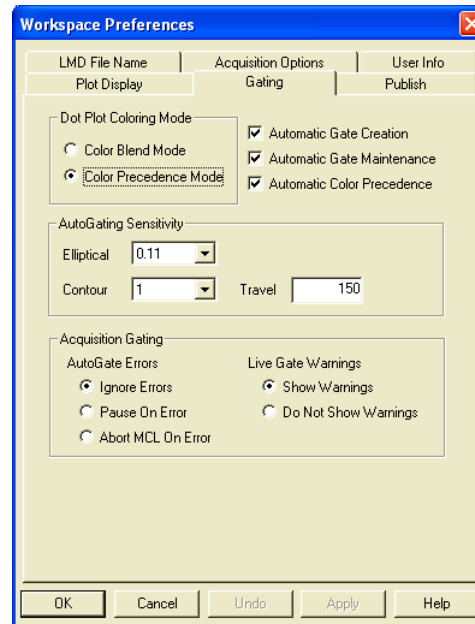 Workspace Preferences
LMD File Name
Acquisition Options
User Info
Plot Display
Gating
Publish
Dot Plot Coloring Mode
Color Blend Mode
Color Precedence Mode
Automatic Gate Creation
Automatic Gate Maintenance
Automatic Color Precedence
AutoGating Sensitivity
Elliptical 0.11
Contour 1 Travel 150
Acquisition Gating
AutoGate Errors
Ignore Errors
Pause On Error
Abort MCL On Error
Live Gate Warnings
Show Warnings
Do Not Show Warnings
OK Cancel Undo Apply Help